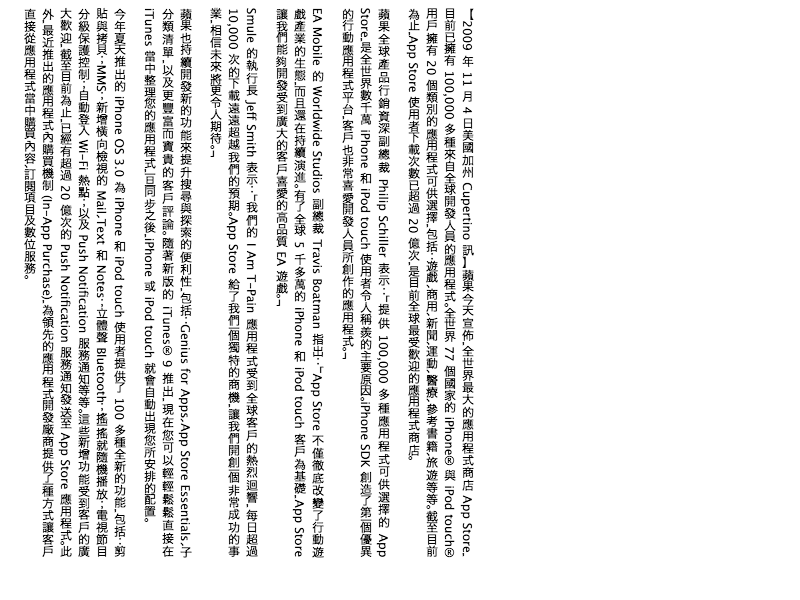 【2009 年 11 月 4 日美國加州 Cupertino 訊】蘋果今天宣佈,全世界最大的應用程式商店 App Store,
目前已擁有 100,000 多種來自全球開發人員的應用程式。全世界 77 個國家的 iPhone® 與 iPod touch®
用戶擁有 20 個類別的應用程式可供選擇,包括:遊戲,商用,新聞,運動,醫療,參考書籍,旅遊等等。截至目前
為止,App Store 使用者下載次數已超過 20 億次,是目前全球最受歡迎的應用程式商店。
蘋果全球產品行銷資深副總裁 Philip Schiller 表示:「提供 100,000 多種應用程式可供選擇的 App
Store,是全世界數千萬 iPhone 和 iPod touch 使用者令人稱羨的主要原因。iPhone SDK 創造了第一個優異
的行動應用程式平台,客戶也非常喜愛開發人員所創作的應用程式。」
EA Mobile 的 Worldwide Studios 副總裁 Travis Boatman 指出:「App Store 不僅徹底改變了行動遊
戲產業的生態,而且還在持續演進。有了全球 5 千多萬的 iPhone 和 iPod touch 客戶為基礎,App Store
讓我們能夠開發受到廣大的客戶喜愛的高品質 EA 遊戲。」
Smule 的執行長 Jeff Smith 表示:「我們的 I Am T-Pain 應用程式受到全球客戶的熱烈迴響,每日超過
10,000 次的下載遠遠超越我們的預期。App Store 給了我們一個獨特的商機,讓我們開創一個非常成功的事
業,相信未來將更令人期待。」
蘋果也持續開發新的功能來提升搜尋與探索的便利性,包括:Genius for Apps,App Store Essentials,子
分類清單,以及更豐富而寶貴的客戶評論。隨著新版的 iTunes® 9 推出,現在您可以輕輕鬆鬆直接在
iTunes 當中整理您的應用程式,一旦同步之後,iPhone 或 iPod touch 就會自動出現您所安排的配置。
今年夏天推出的 iPhone OS 3.0 為 iPhone 和 iPod touch 使用者提供了 100 多種全新的功能,包括:剪
貼與拷貝;MMS;新增橫向檢視的 Mail,Text 和 Notes;立體聲 Bluetooth;搖搖就隨機播放;電視節目
分級保護控制;自動登入 Wi-Fi 熱點;以及 Push Notification 服務通知等等。這些新增功能受到客戶的廣
大歡迎,截至目前為止,已經有超過 20 億次的 Push Notification 服務通知發送至 App Store 應用程式。此
外,最近推出的應用程式內購買機制 (In-App Purchase),為領先的應用程式開發廠商提供了一種方式讓客戶
直接從應用程式當中購買內容,訂閱項目及數位服務。